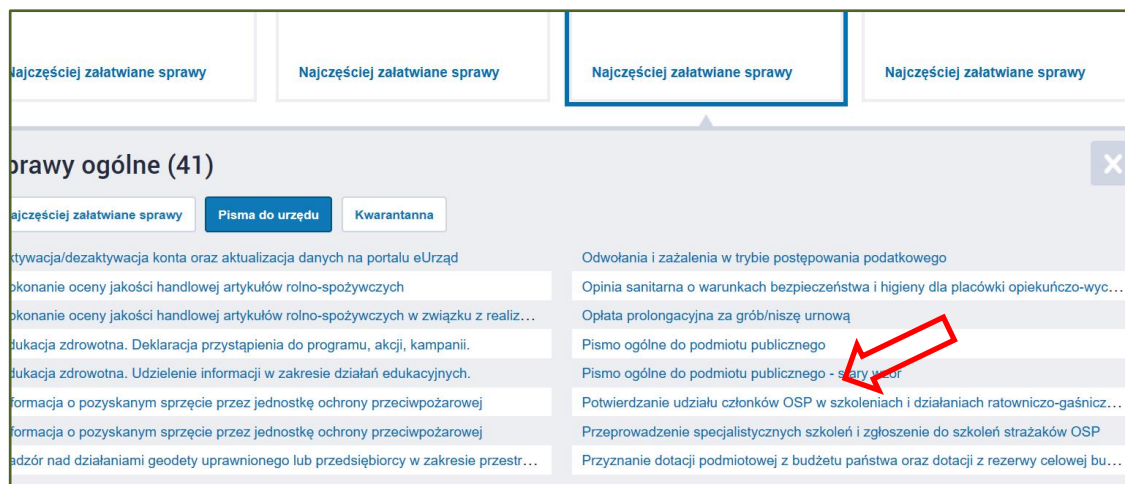 Najczęściej załatwiane sprawy
Najczęściej załatwiane sprawy
Najczęściej załatwiane sprawy
Najczęściej załatwiane sprawy
prawy ogólne (41)
ajczęściej załatwiane sprawy
Pisma do urzędu
Kwarantanna
ktywacja/dezaktywacja konta oraz aktualizacja danych na portalu eUrząd
okonanie oceny jakości handlowej artykułów rolno-spożywczych
okonanie oceny jakości handlowej artykułów rolno-spożywczych w związku z realiz...
dukacja zdrowotna. Deklaracja przystąpienia do programu, akcji, kampanii.
dukacja zdrowotna. Udzielenie informacji w zakresie działań edukacyjnych.
formacja o pozyskanym sprzęcie przez jednostkę ochrony przeciwpożarowej
formacja o pozyskanym sprzęcie przez jednostkę ochrony przeciwpożarowej
adzór nad działaniami geodety uprawnionego lub przedsiębiorcy w zakresie przestr...
Odwołania i zażalenia w trybie postępowania podatkowego
Opinia sanitarna o warunkach bezpieczeństwa i higieny dla placówki opiekuńczo-wyc...
Opłata prolongacyjna za grób/niszę urnową
Pismo ogólne do podmiotu publicznego
Pismo ogólne do podmiotu publicznego - stary wzór
Potwierdzanie udziału członków OSP w szkoleniach i działaniach ratowniczo-gaśnicz...
Przeprowadzenie specjalistycznych szkoleń i zgłoszenie do szkoleń strażaków OSP
Przyznanie dotacji podmiotowej z budżetu państwa oraz dotacji z rezerwy celowej bu...